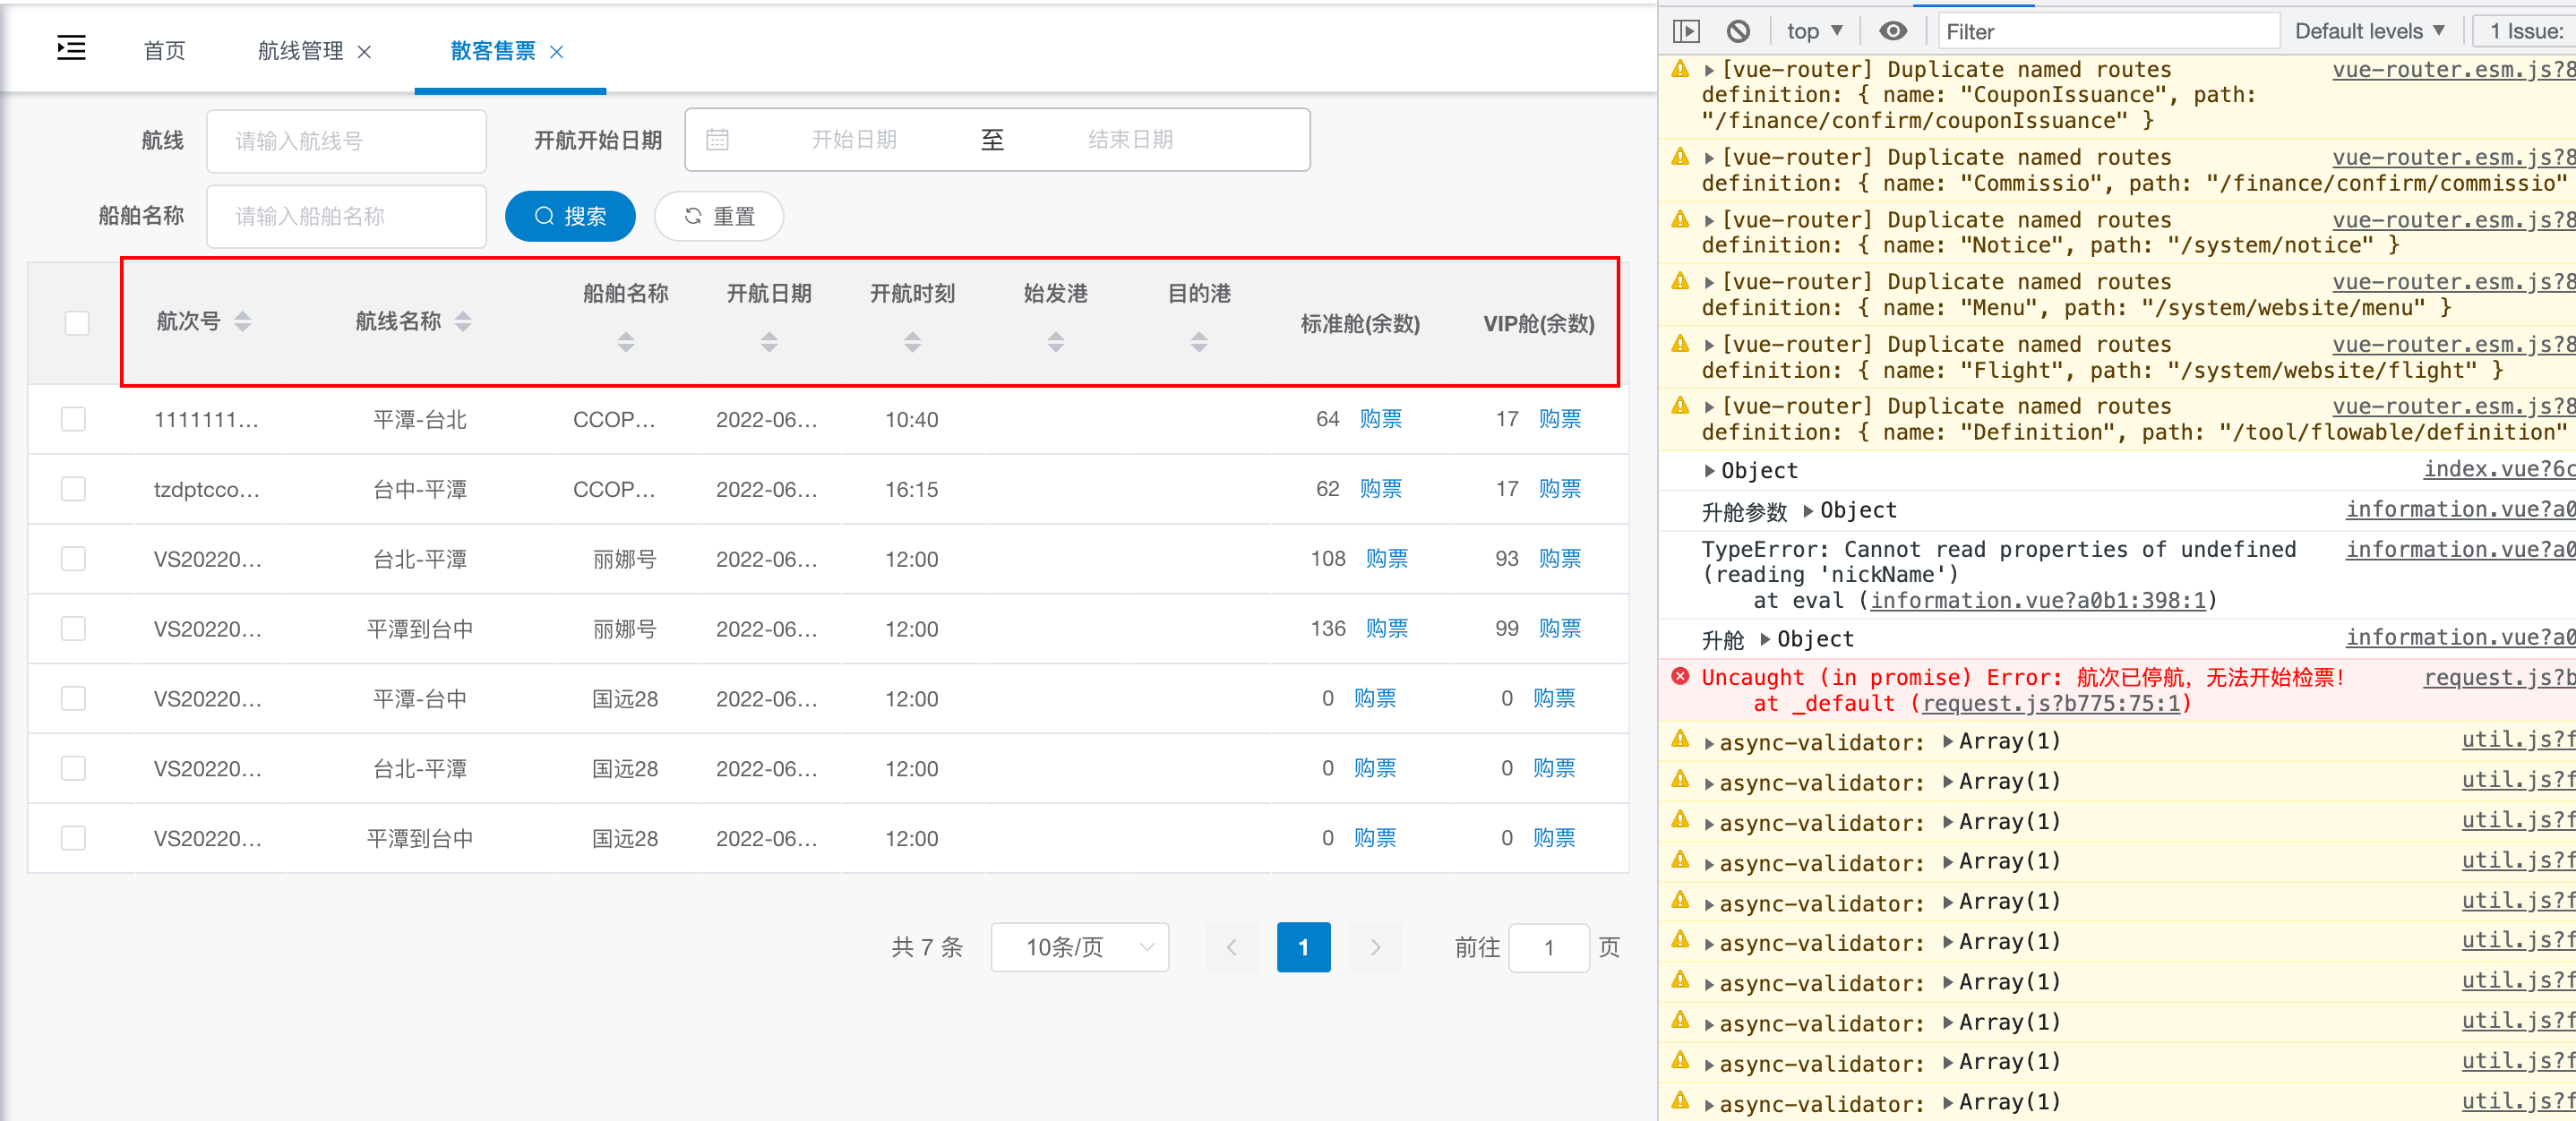 首页 航线管理 散客售票
航线 请输入航线号 开航开始日期 开始日期 至 结束日期
船舶名称 请输入船舶名称 搜索 重置
航次号 航线名称 船舶名称 开航日期 开航时刻 始发港 目的港 标准舱(余数) VIP舱(余数)
1111111... 平潭-台北 CCOP... 2022-06... 10:40 64 购票 17 购票
tzdptcco... 台中-平潭 CCOP... 2022-06... 16:15 62 购票 17 购票
VS20220... 台北-平潭 丽娜号 2022-06... 12:00 108 购票 93 购票
VS20220... 平潭到台中 丽娜号 2022-06... 12:00 136 购票 99 购票
VS20220... 平潭-台中 国远28 2022-06... 12:00 0 购票 0 购票
VS20220... 台北-平潭 国远28 2022-06... 12:00 0 购票 0 购票
VS20220... 平潭到台中 国远28 2022-06... 12:00 0 购票 0 购票
共 7 条 10条/页 1 前往 1 页
top Filter Default levels 1 Issue:
[vue-router] Duplicate named routes vue-router.esm.js?8
definition: { name: "CouponIssuance", path:
"/finance/confirm/couponIssuance" }
[vue-router] Duplicate named routes vue-router.esm.js?8
definition: { name: "Commissio", path: "/finance/confirm/commissio"
[vue-router] Duplicate named routes vue-router.esm.js?8
definition: { name: "Notice", path: "/system/notice" }
[vue-router] Duplicate named routes vue-router.esm.js?8
definition: { name: "Menu", path: "/system/website/menu" }
[vue-router] Duplicate named routes vue-router.esm.js?8
definition: { name: "Flight", path: "/system/website/flight" }
[vue-router] Duplicate named routes vue-router.esm.js?8
definition: { name: "Definition", path: "/tool/flowable/definition"
Object index.vue?6c
升舱参数 Object information.vue?a0
TypeError: Cannot read properties of undefined information.vue?a0
(reading 'nickName')
at eval (information.vue?a0b1:398:1)
升舱 Object information.vue?a0
Uncaught (in promise) Error: 航次已停航，无法开始检票！ request.js?b
at _default (request.js?b775:75:1)
async-validator: Array(1) util.js?f
async-validator: Array(1) util.js?f
async-validator: Array(1) util.js?f
async-validator: Array(1) util.js?f
async-validator: Array(1) util.js?f
async-validator: Array(1) util.js?f
async-validator: Array(1) util.js?f
async-validator: Array(1) util.js?f
async-validator: Array(1) util.js?f
async-validator: Array(1) util.js?f